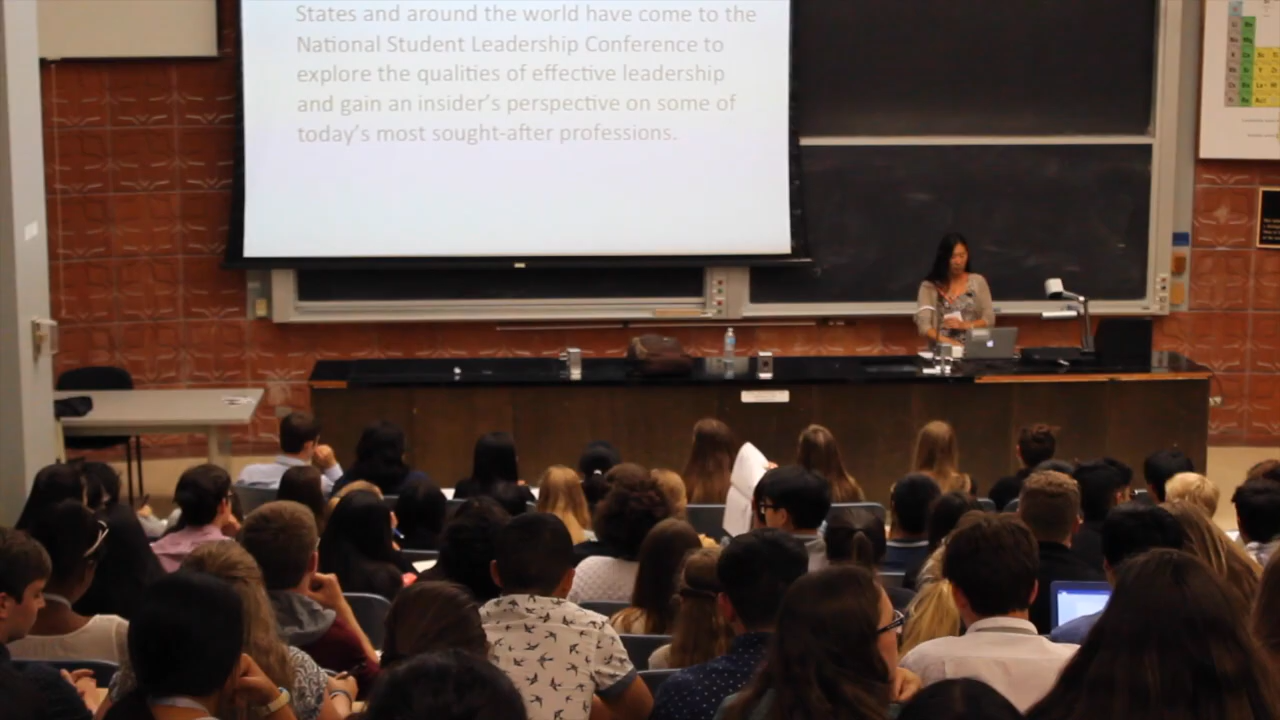 States and around the world have come to the
National Student Leadership Conference to
explore the qualities of effective leadership
and gain an insider's perspective on some of
today's most sought-after professions.